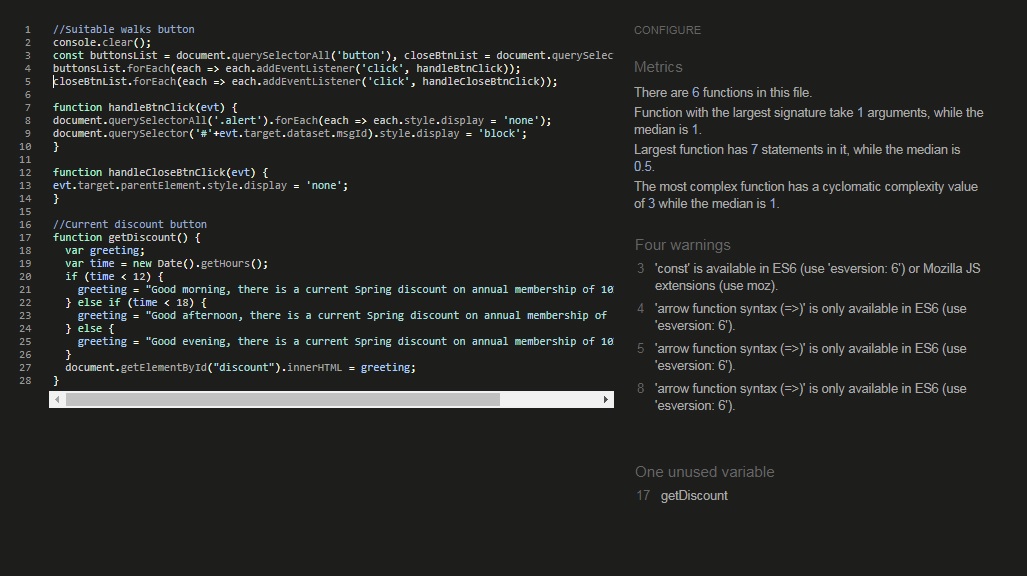 1 //Suitable walks button
2 console.clear();
3 const buttonsList = document.querySelectorAll('button'), closeBtnList = document.querySelec
4 buttonsList.forEach(each => each.addEventListener('click', handleBtnClick));
5 closeBtnList.forEach(each => each.addEventListener('click', handleCloseBtnClick));
6
7 function handleBtnClick(evt) {
8 document.querySelectorAll('.alert').forEach(each => each.style.display = 'none');
9 document.querySelector('#'+evt.target.dataset.msgId).style.display = 'block';
10 }
11
12 function handleCloseBtnClick(evt) {
13 evt.target.parentElement.style.display = 'none';
14 }
15
16 //Current discount button
17 function getDiscount() {
18 var greeting;
19 var time = new Date().getHours();
20 if (time < 12) {
21 greeting = "Good morning, there is a current Spring discount on annual membership of 10
22 } else if (time < 18) {
23 greeting = "Good afternoon, there is a current Spring discount on annual membership of
24 } else {
25 greeting = "Good evening, there is a current Spring discount on annual membership of 10
26 }
27 document.getElementById("discount").innerHTML = greeting;
28 }
CONFIGURE
Metrics
There are 6 functions in this file.
Function with the largest signature take 1 arguments, while the
median is 1.
Largest function has 7 statements in it, while the median is
0.5.
The most complex function has a cyclomatic complexity value
of 3 while the median is 1.
Four warnings
3 'const' is available in ES6 (use 'esversion: 6') or Mozilla JS
extensions (use moz).
4 'arrow function syntax (=>)' is only available in ES6 (use
'esversion: 6').
5 'arrow function syntax (=>)' is only available in ES6 (use
'esversion: 6').
8 'arrow function syntax (=>)' is only available in ES6 (use
'esversion: 6').
One unused variable
17 getDiscount